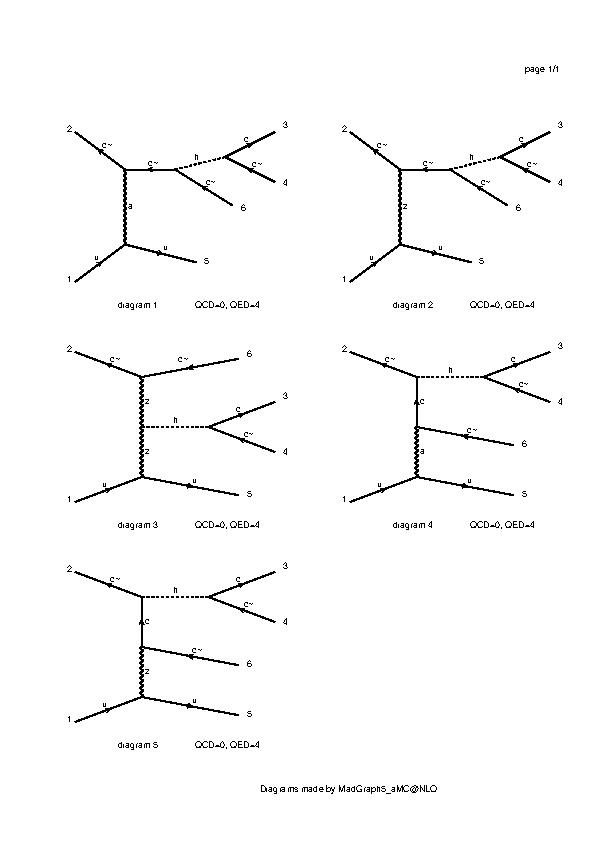 page 1/1
2
c~
c~
h
c
3
c~
4
c~
6
a
u
u
5
1
diagram 1 QCD=0, QED=4
2
c~
c~
h
c
3
c~
4
c~
6
z
u
u
5
1
diagram 2 QCD=0, QED=4
2
c~
c~
6
z
h
c
3
c~
4
z
u
u
5
1
diagram 3 QCD=0, QED=4
2
c~
h
c
3
c~
4
c
c~
6
a
u
u
5
1
diagram 4 QCD=0, QED=4
2
c~
h
c
3
c~
4
c
c~
6
z
u
u
5
1
diagram 5 QCD=0, QED=4
Diagrams made by MadGraph5_aMC@NLO